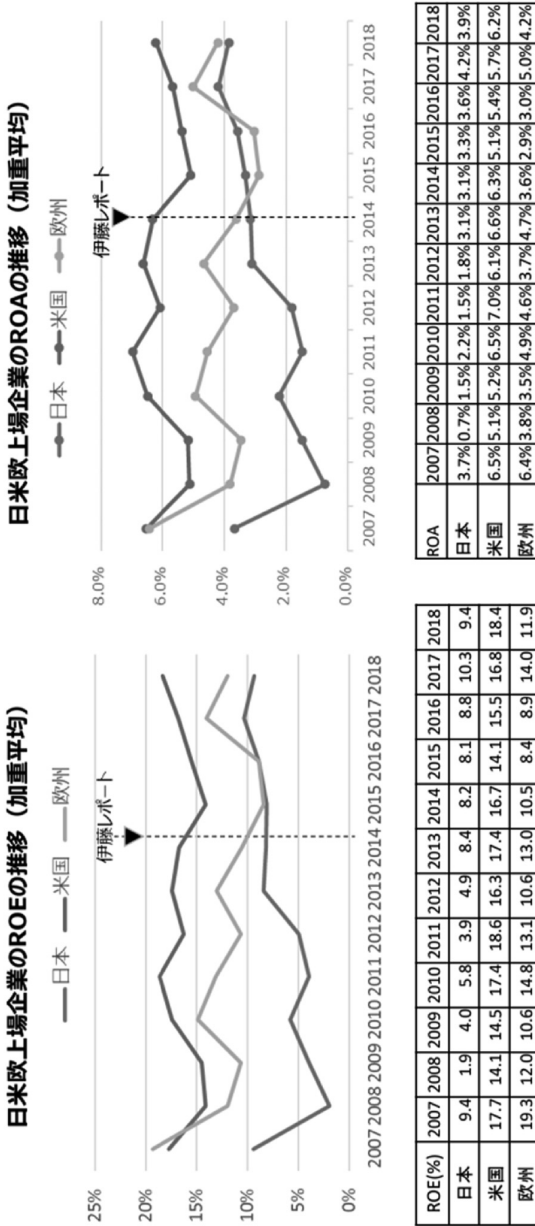 日米欧上場企業のROEの推移（加重平均）
日本 米国 欧州
伊藤レポート
25%
20%
15%
10%
5%
0%
2007 2008 2009 2010 2011 2012 2013 2014 2015 2016 2017 2018
ROE(%) 2007 2008 2009 2010 2011 2012 2013 2014 2015 2016 2017 2018
日本 9.4 1.9 4.0 5.8 3.9 4.9 8.4 8.2 8.1 8.8 10.3 9.4
米国 17.7 14.1 14.5 17.4 18.6 16.3 17.4 16.7 14.1 15.5 16.8 18.4
欧州 19.3 12.0 10.6 14.8 13.1 10.6 13.0 10.5 8.4 8.9 14.0 11.9
日米欧上場企業のROAの推移（加重平均）
日本 米国 欧州
伊藤レポート
8.0%
6.0%
4.0%
2.0%
0.0%
2007 2008 2009 2010 2011 2012 2013 2014 2015 2016 2017 2018
ROA 2007 2008 2009 2010 2011 2012 2013 2014 2015 2016 2017 2018
日本 3.7% 0.7% 1.5% 2.2% 1.5% 1.8% 3.1% 3.1% 3.3% 3.6% 4.2% 3.9%
米国 6.5% 5.1% 5.2% 6.5% 7.0% 6.1% 6.6% 6.3% 5.1% 5.4% 5.7% 6.2%
欧州 6.4% 3.8% 3.5% 4.9% 4.6% 3.7% 4.7% 3.6% 2.9% 3.0% 5.0% 4.2%